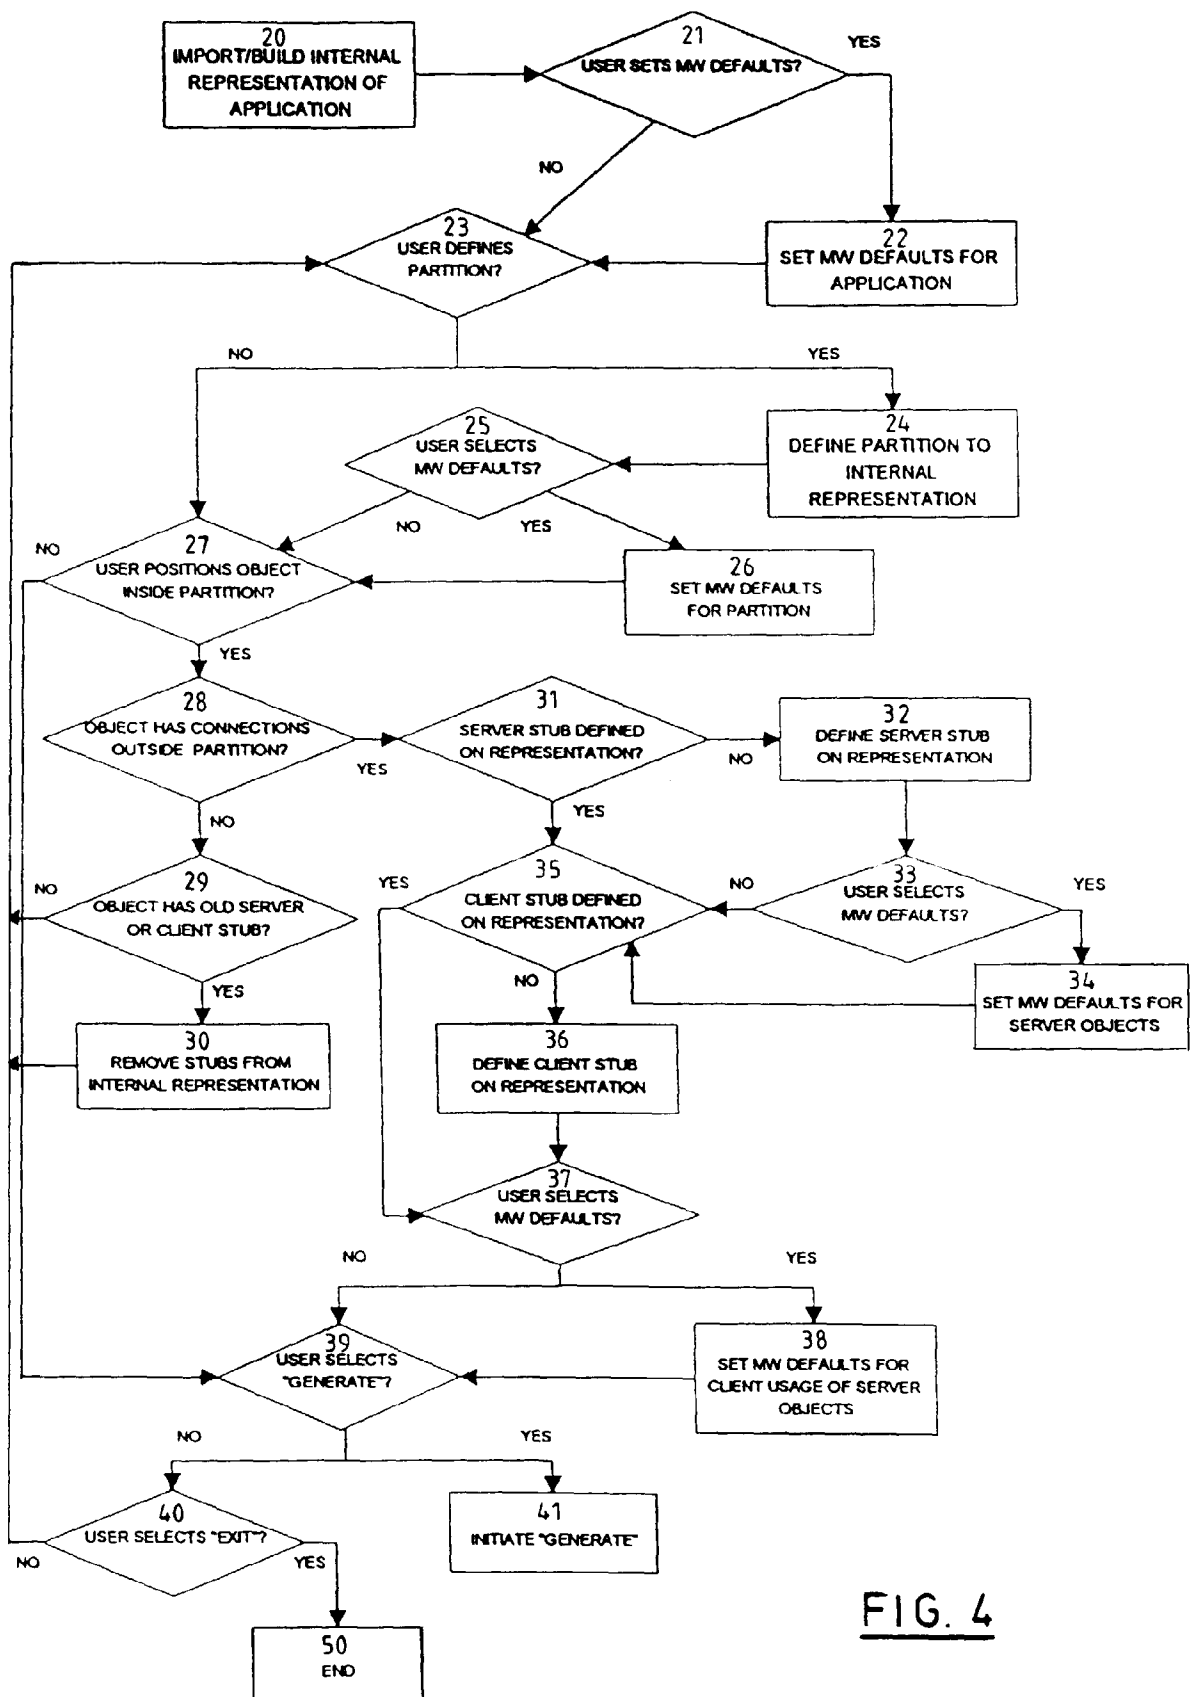 20
IMPORT/BUILD INTERNAL
REPRESENTATION OF
APPLICATION
21
USER SETS MW DEFAULTS?
YES
NO
22
SET MW DEFAULTS FOR
APPLICATION
23
USER DEFINES
PARTITION?
NO
YES
24
DEFINE PARTITION TO
INTERNAL
REPRESENTATION
25
USER SELECTS
MW DEFAULTS?
NO
YES
26
SET MW DEFAULTS
FOR PARTITION
NO
27
USER POSITIONS OBJECT
INSIDE PARTITION?
YES
28
OBJECT HAS CONNECTIONS
OUTSIDE PARTITION?
YES
NO
31
SERVER STUB DEFINED
ON REPRESENTATION?
NO
YES
32
DEFINE SERVER STUB
ON REPRESENTATION
NO
29
OBJECT HAS OLD SERVER
OR CLIENT STUB?
YES
YES
35
CLIENT STUB DEFINED
ON REPRESENTATION?
NO
NO
33
USER SELECTS
MW DEFAULTS?
YES
34
SET MW DEFAULTS FOR
SERVER OBJECTS
30
REMOVE STUBS FROM
INTERNAL REPRESENTATION
36
DEFINE CLIENT STUB
ON REPRESENTATION
37
USER SELECTS
MW DEFAULTS?
NO
YES
39
USER SELECTS
"GENERATE"?
38
SET MW DEFAULTS FOR
CLIENT USAGE OF SERVER
OBJECTS
NO
YES
40
USER SELECTS "EXIT"?
NO
YES
41
INITIATE "GENERATE"
50
END
FIG. 4